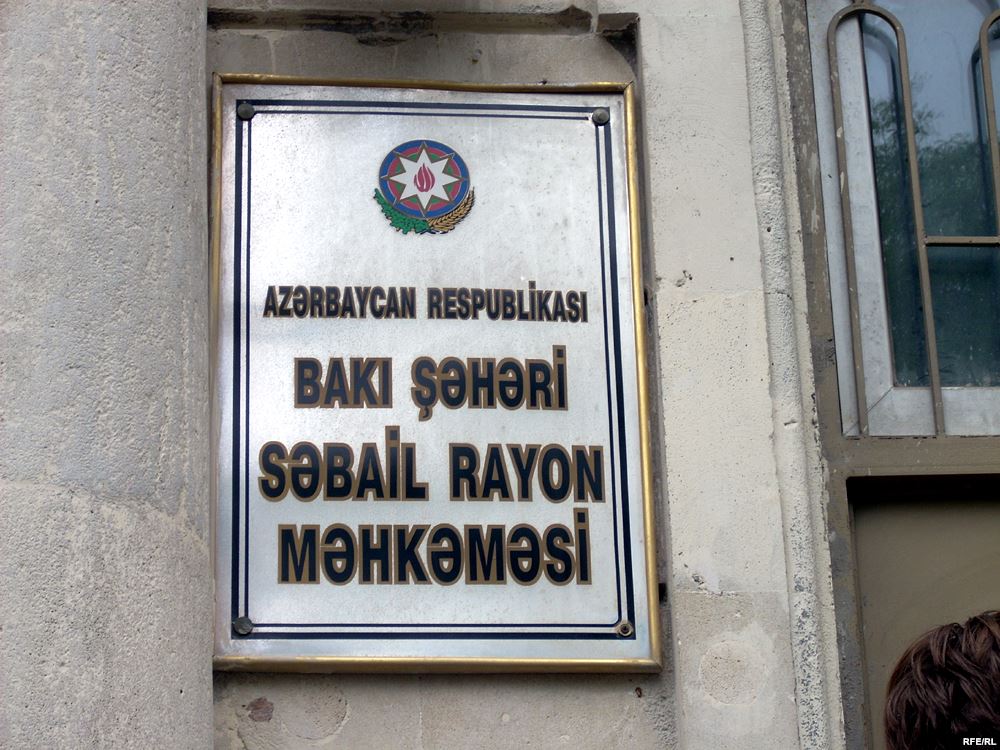 AZƏRBAYCAN RESPUBLİKASI
BAKI ŞƏHƏRİ
SƏBAİL RAYON
MƏHKƏMƏSİ
RFE/RL